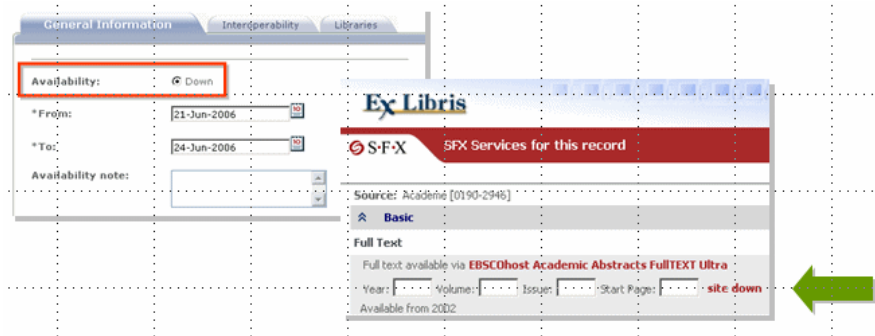 General Information Interoperability Libraries
Availability: Down
*From: 21-Jun-2006
*To: 24-Jun-2006
Availability note:
Ex Libris
S·F·X SFX Services for this record
Source: Academe [0190-2946]
Basic
Full Text
Full text available via EBSCOhost Academic Abstracts FullTEXT Ultra
Year: Volume: Issue: Start Page: site down
Available from 2002